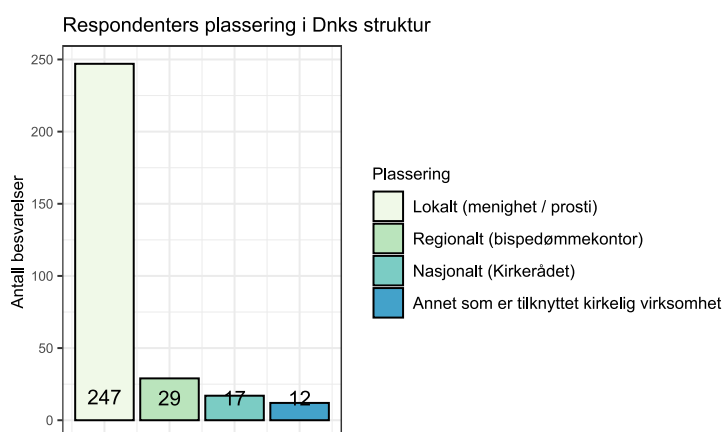 Respondenters plassering i Dnks struktur
Antall besvarelser
250
200
150
100
50
0
247
29
17
12
Plassering
Lokalt (menighet / prosti)
Regionalt (bispedømmekontor)
Nasjonalt (Kirkerådet)
Annet som er tilknyttet kirkelig virksomhet